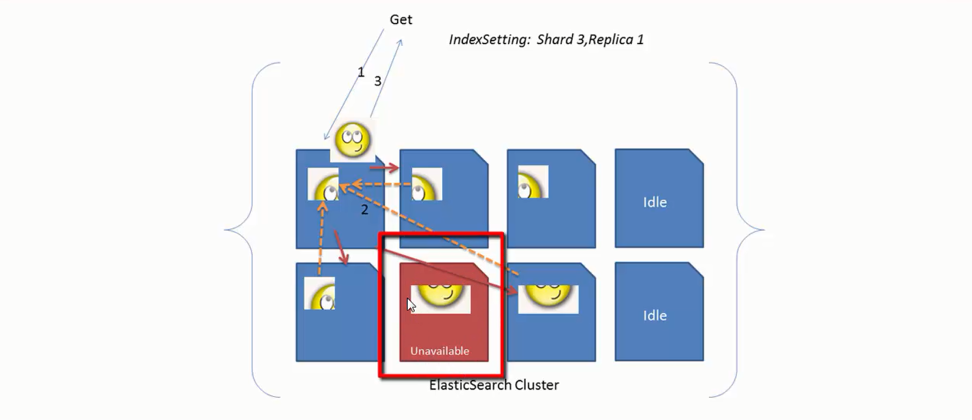 Get
IndexSetting: Shard 3,Replica 1
1
3
2
Idle
Unavailable
Idle
ElasticSearch Cluster